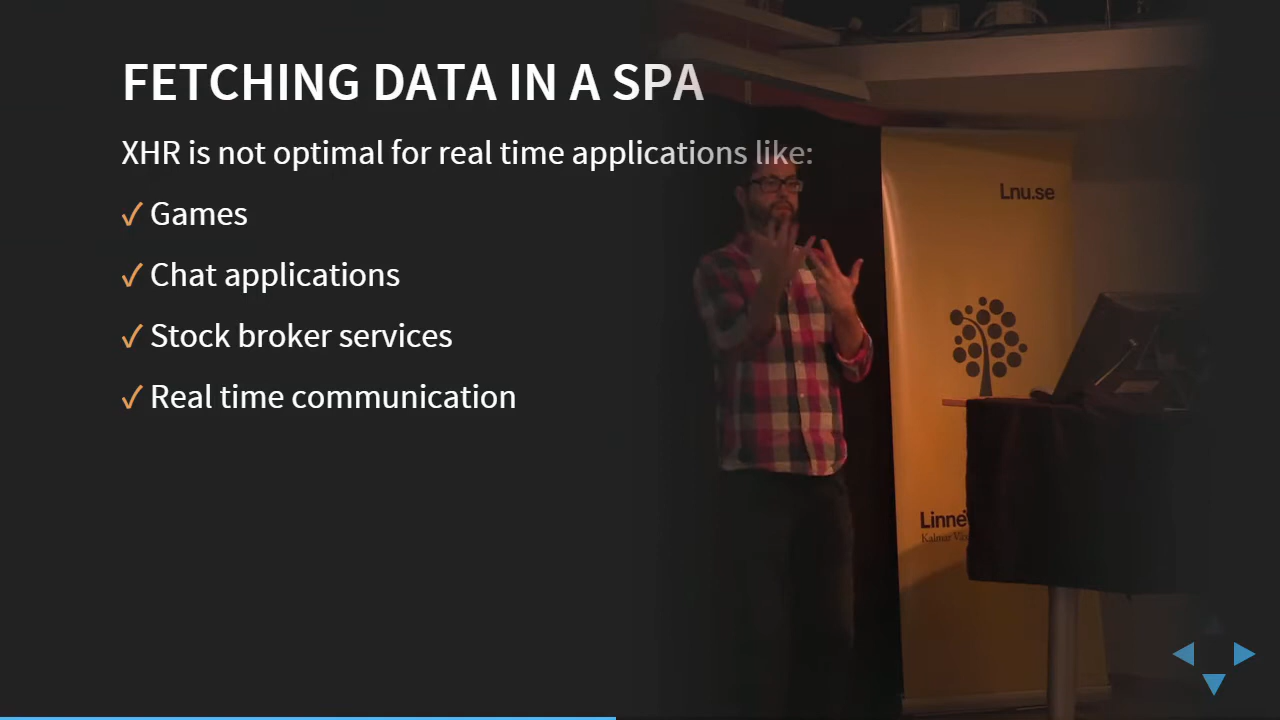 FETCHING DATA IN A SPA
XHR is not optimal for real time applications like:
✓ Games
✓ Chat applications
✓ Stock broker services
✓ Real time communication
Lnu.se
Kalmar